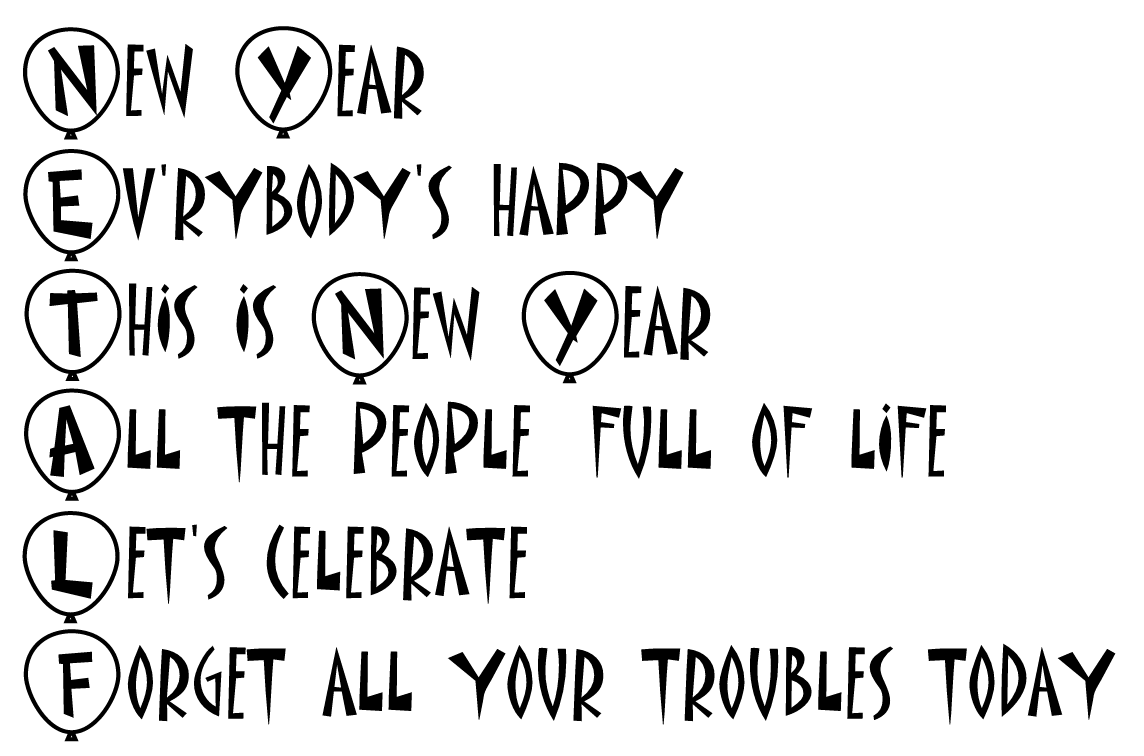 New Year
Ev'rybody's happy
This is New Year
All the people full of life
Let's celebrate
Forget all your troubles today